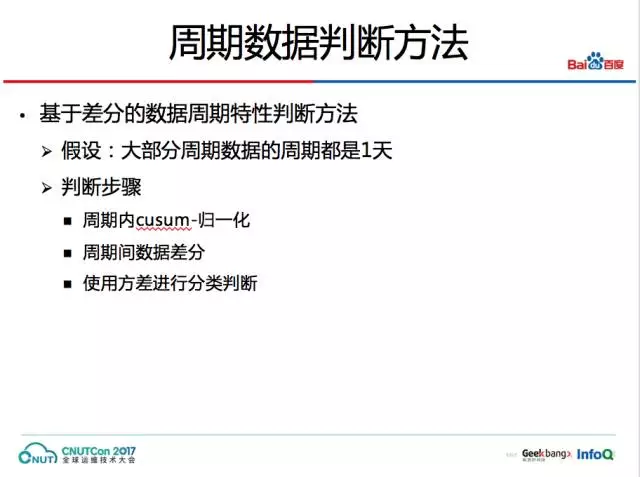 周期数据判断方法
Bai du 百度
• 基于差分的数据周期特性判断方法
➢ 假设：大部分周期数据的周期都是1天
➢ 判断步骤
■ 周期内cusum-归一化
■ 周期间数据差分
■ 使用方差进行分类判断
CNUT
CNUTCon 2017
全球运维技术大会
Geekbang>
InfoQ